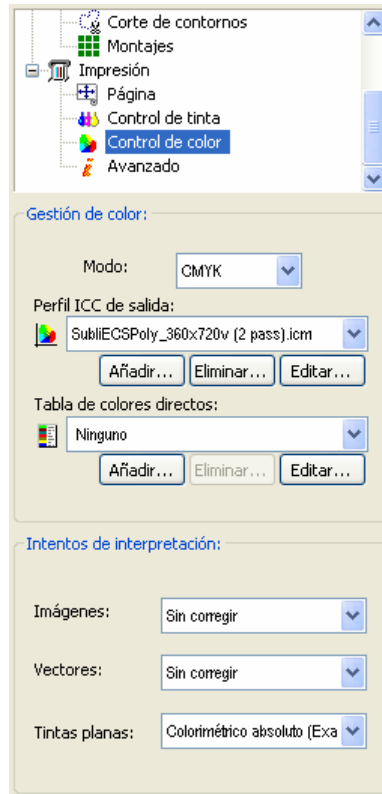 Corte de contornos
Montajes
Impresión
Página
Control de tinta
Control de color
Avanzado
Gestión de color:
Modo: CMYK
Perfil ICC de salida:
SubliECSPoly_360x720v (2 pass).icm
Añadir... Eliminar... Editar...
Tabla de colores directos:
Ninguno
Añadir... Eliminar... Editar...
Intentos de interpretación:
Imágenes: Sin corregir
Vectores: Sin corregir
Tintas planas: Colorimétrico absoluto (Exa